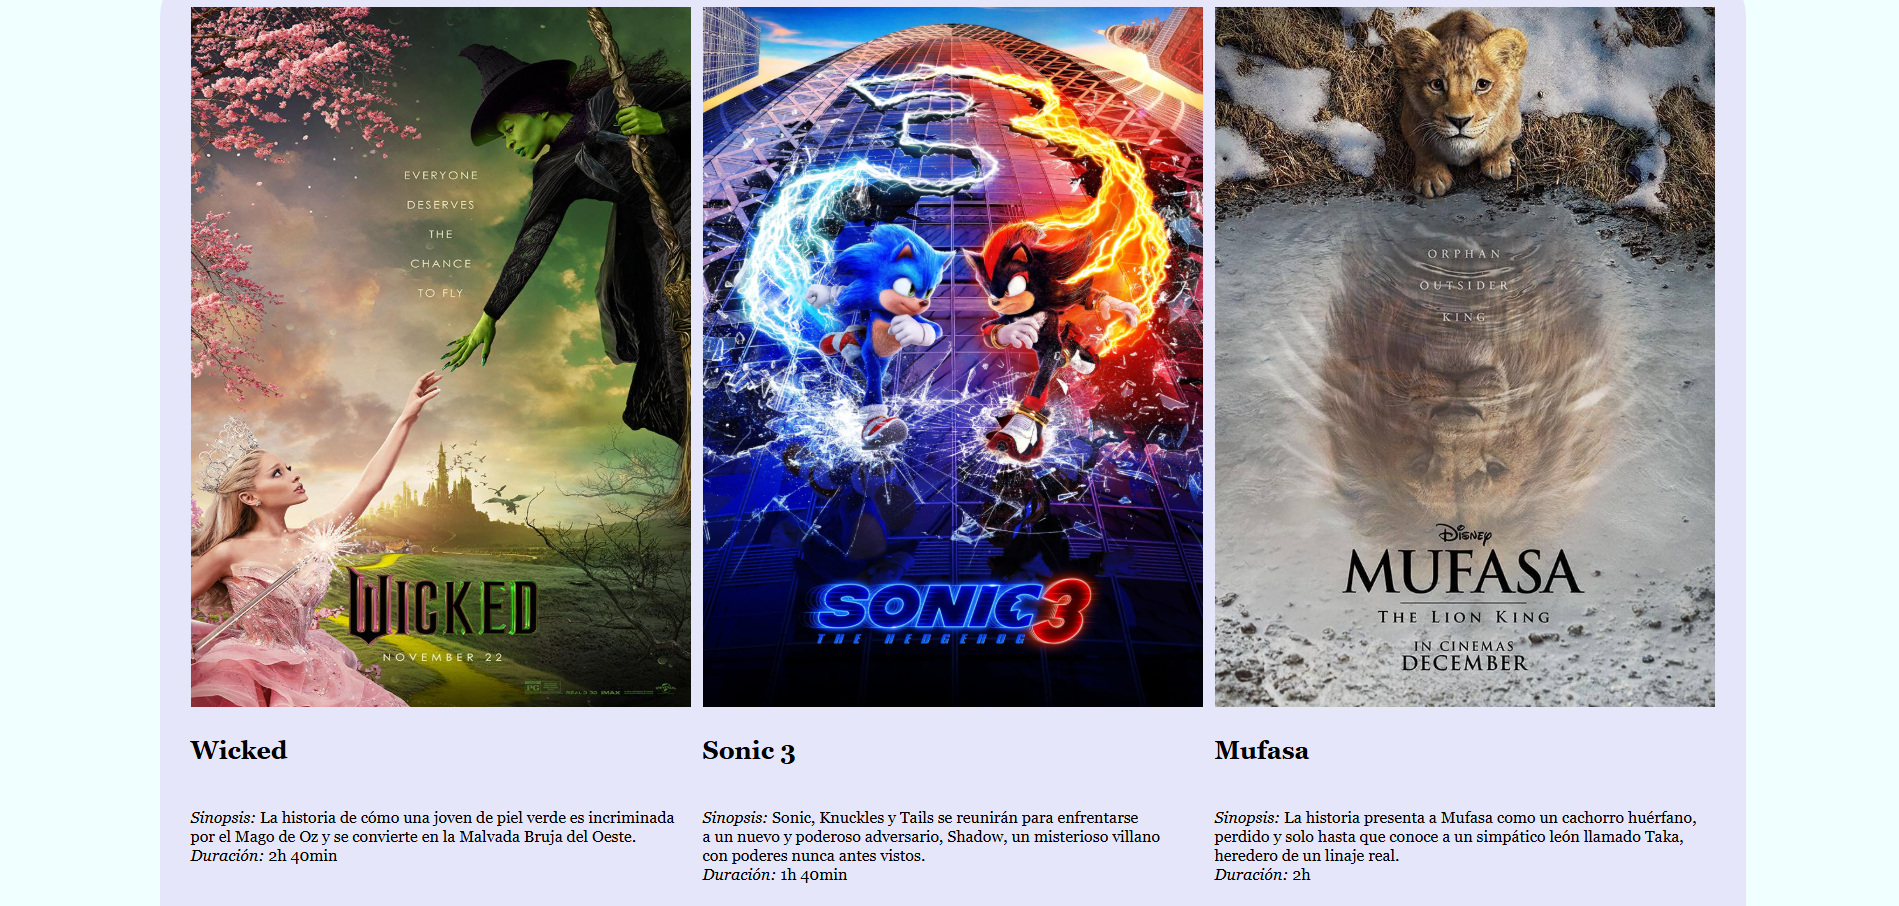 EVERYONE
DESERVES
THE
CHANCE
TO FLY
WICKED
NOVEMBER 22
PG
REAL D 3D IMAX
SONIC 3
THE HEDGEHOG
ORPHAN
OUTSIDER
KING
DISNEY
MUFASA
THE LION KING
IN CINEMAS
DECEMBER
Wicked
Sinopsis: La historia de cómo una joven de piel verde es incriminada
por el Mago de Oz y se convierte en la Malvada Bruja del Oeste.
Duración: 2h 40min
Sonic 3
Sinopsis: Sonic, Knuckles y Tails se reunirán para enfrentarse
a un nuevo y poderoso adversario, Shadow, un misterioso villano
con poderes nunca antes vistos.
Duración: 1h 40min
Mufasa
Sinopsis: La historia presenta a Mufasa como un cachorro huérfano,
perdido y solo hasta que conoce a un simpático león llamado Taka,
heredero de un linaje real.
Duración: 2h